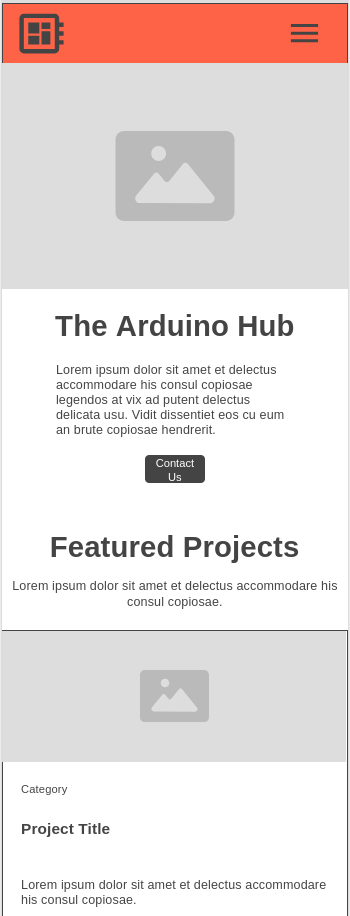 The Arduino Hub
Lorem ipsum dolor sit amet et delectus
accommodare his consul copiosae
legendos at vix ad putent delectus
delicata usu. Vidit dissentiet eos cu eum
an brute copiosae hendrerit.
Contact
Us
Featured Projects
Lorem ipsum dolor sit amet et delectus accommodare his
consul copiosae.
Category
Project Title
Lorem ipsum dolor sit amet et delectus accommodare
his consul copiosae.